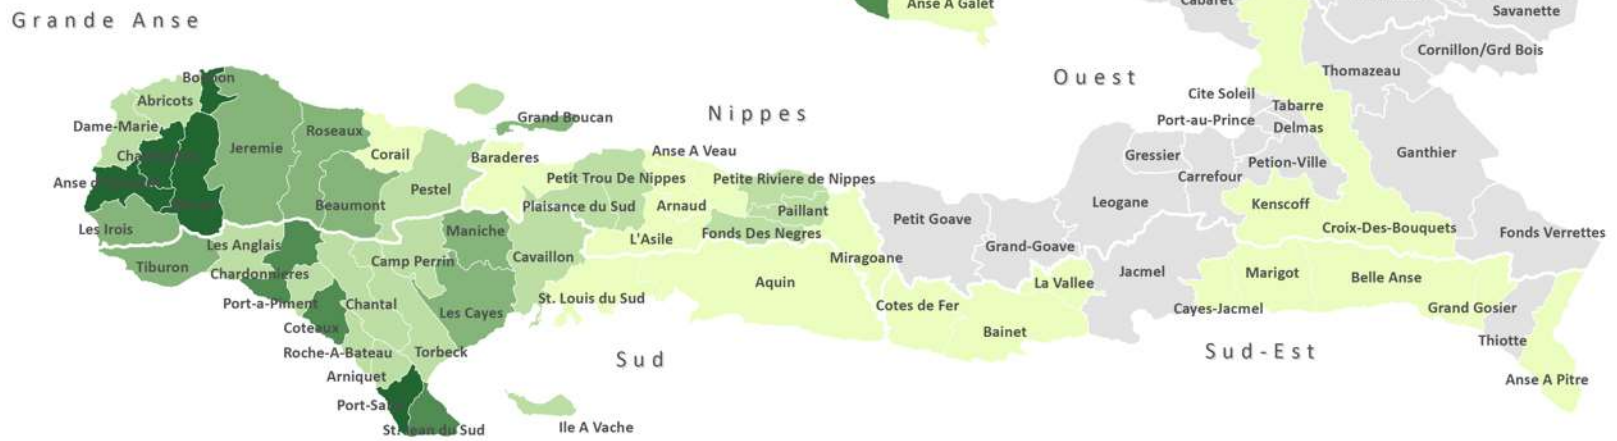 Anse A Galet
Cabaret
Savanette
Grande Anse
Cornillon/Grd Bois
Ouest
Thomazeau
Abricots
Cite Soleil
Tabarre
Nippes
Grand Boucan
Port-au-Prince
Delmas
Dame-Marie
Roseaux
Jeremie
Corail
Baraderes
Anse A Veau
Gressier
Petion-Ville
Ganthier
Petit Trou De Nippes
Petite Riviere de Nippes
Carrefour
Pestel
Beaumont
Plaisance du Sud
Arnaud
Paillant
Petit Goave
Leogane
Kenscoff
Les Irois
Maniche
L'Asile
Fonds Des Negres
Grand-Goave
Croix-Des-Bouquets
Fonds Verrettes
Les Anglais
Camp Perrin
Cavaillon
Miragoane
Tiburon
Chardonnieres
Aquin
La Vallee
Jacmel
Marigot
Belle Anse
Port-a-Piment
Chantal
Les Cayes
St. Louis du Sud
Cotes de Fer
Cayes-Jacmel
Grand Gosier
Coteaux
Bainet
Thiotte
Roche-A-Bateau
Torbeck
Sud
Sud-Est
Arniquet
Anse A Pitre
St. Jean du Sud
Ile A Vache